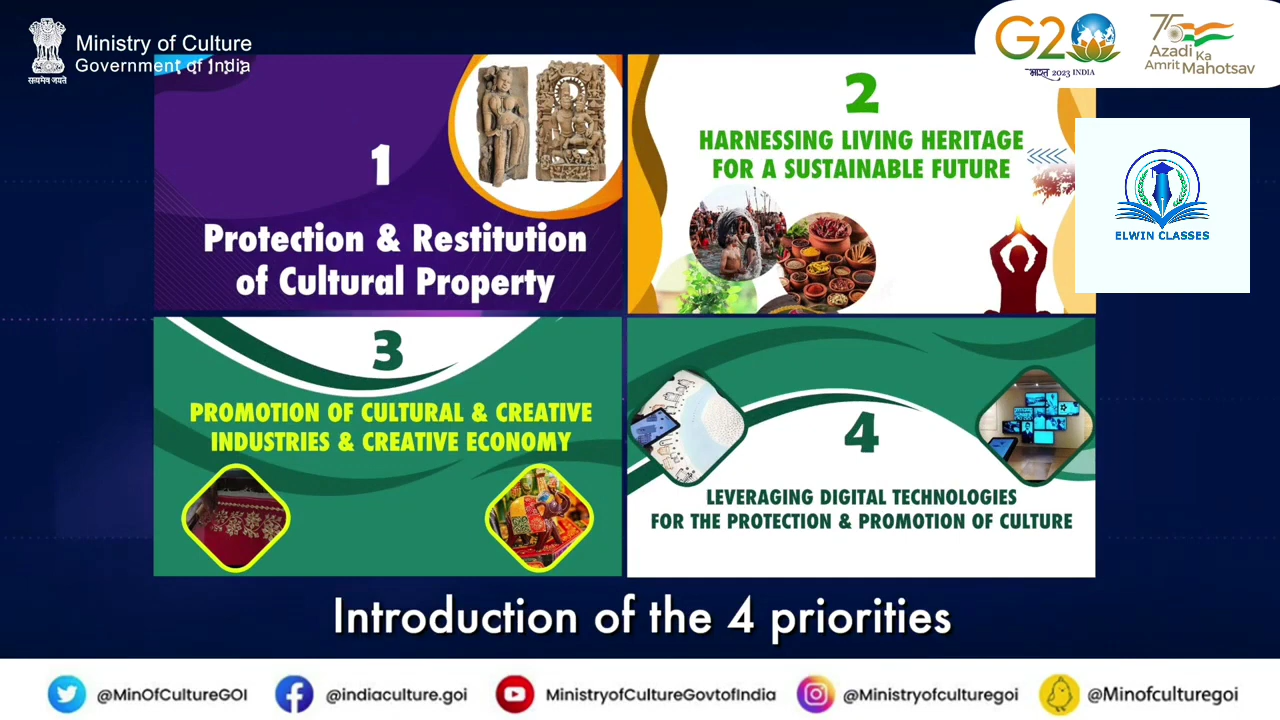 Ministry of Culture
Government of India
सत्यमेव जयते
G20
भारत 2023 INDIA
75
Azadi
Ka
Amrit Mahotsav
1
Protection & Restitution
of Cultural Property
2
HARNESSING LIVING HERITAGE
FOR A SUSTAINABLE FUTURE
ELWIN CLASSES
3
PROMOTION OF CULTURAL & CREATIVE
INDUSTRIES & CREATIVE ECONOMY
4
LEVERAGING DIGITAL TECHNOLOGIES
FOR THE PROTECTION & PROMOTION OF CULTURE
Introduction of the 4 priorities
@MinOfCultureGOI
@indiaculture.goi
MinistryofCultureGovtofIndia
@Ministryofculturegoi
@Minofculturegoi